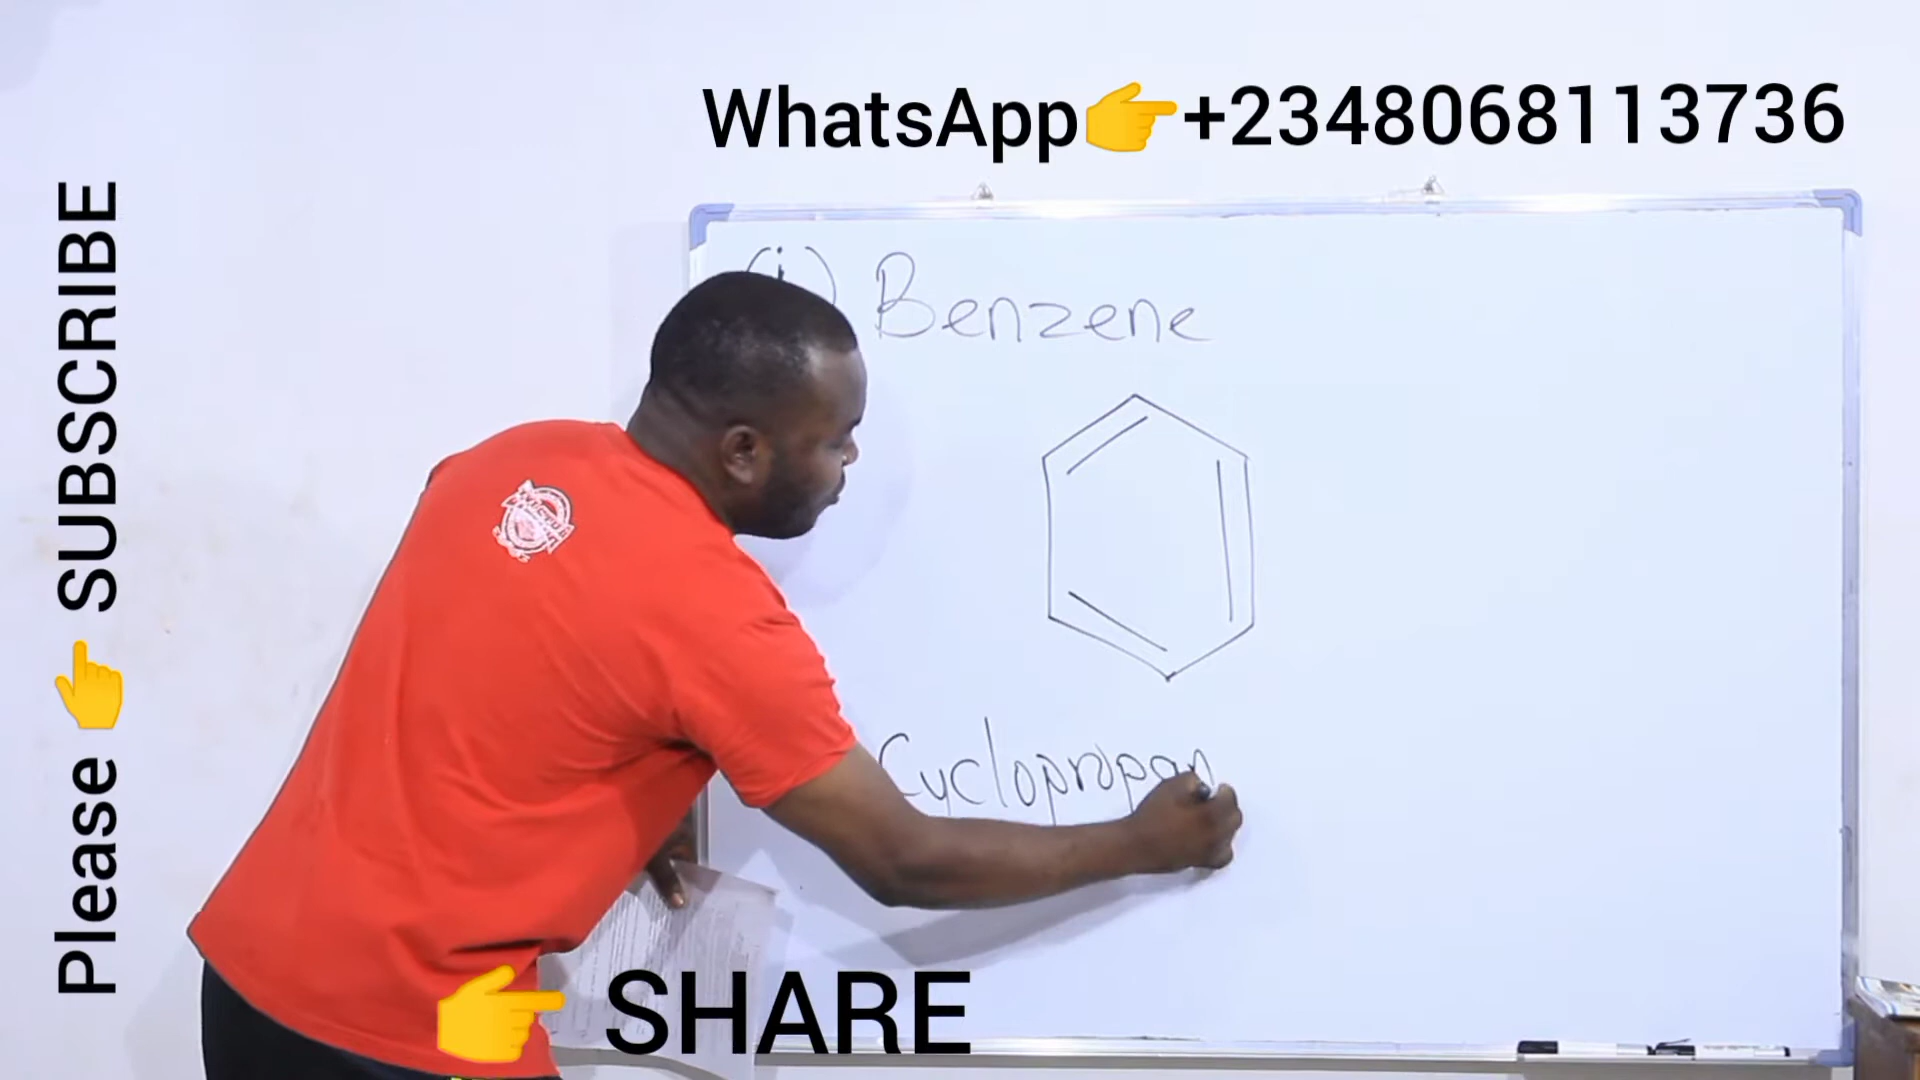 WhatsApp👉+2348068113736
Please 👉 SUBSCRIBE
(i) Benzene
Cyclopropan
👉 SHARE